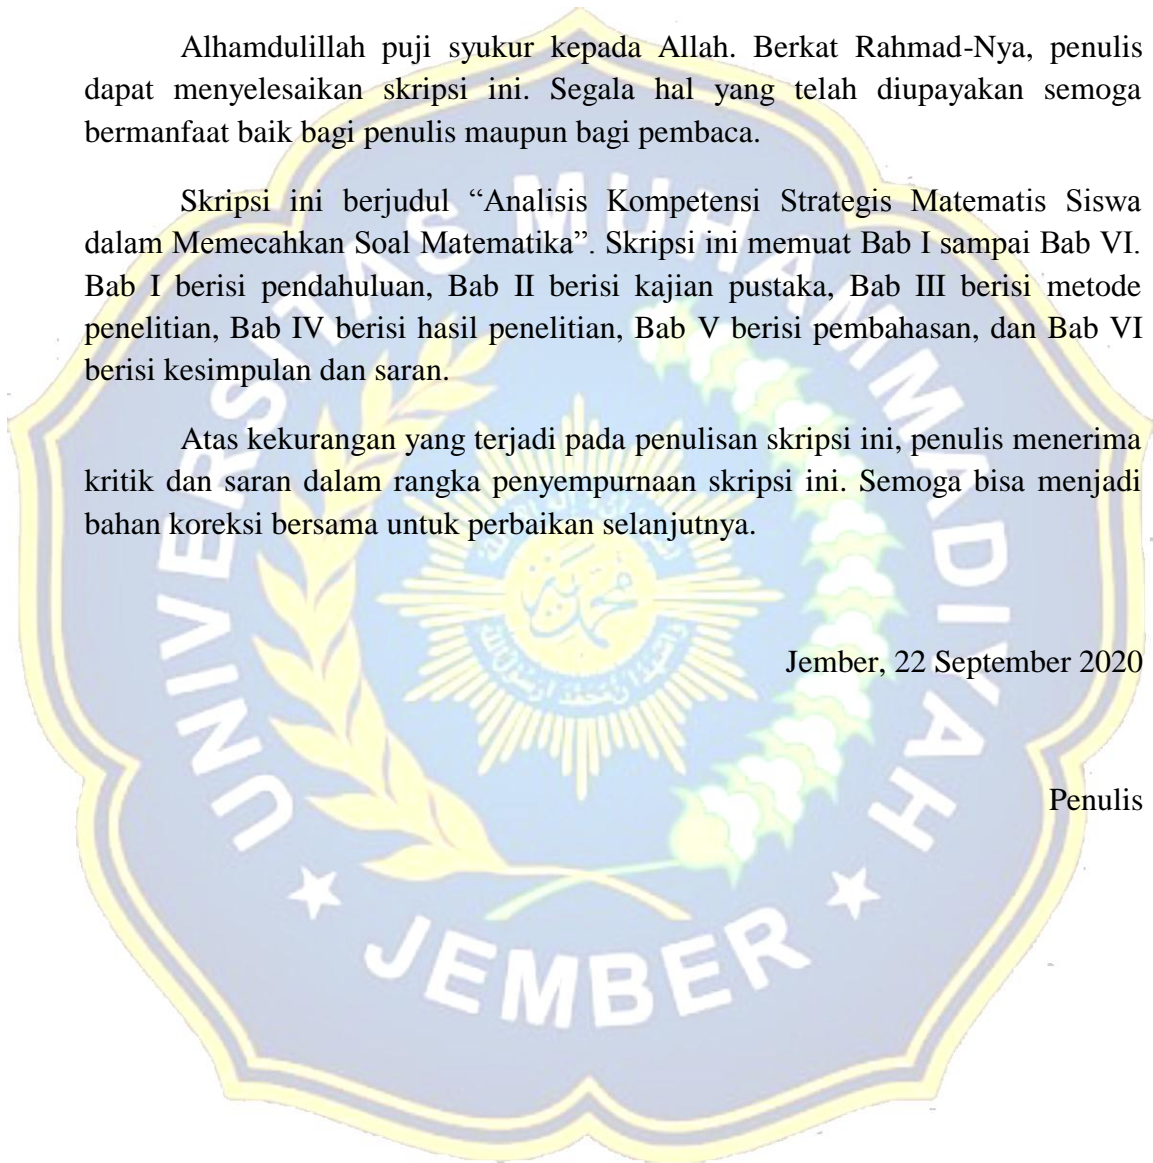 Alhamdulillah puji syukur kepada Allah. Berkat Rahmad-Nya, penulis
dapat menyelesaikan skripsi ini. Segala hal yang telah diupayakan semoga
bermanfaat baik bagi penulis maupun bagi pembaca.
Skripsi ini berjudul “Analisis Kompetensi Strategis Matematis Siswa
dalam Memecahkan Soal Matematika”. Skripsi ini memuat Bab I sampai Bab VI.
Bab I berisi pendahuluan, Bab II berisi kajian pustaka, Bab III berisi metode
penelitian, Bab IV berisi hasil penelitian, Bab V berisi pembahasan, dan Bab VI
berisi kesimpulan dan saran.
Atas kekurangan yang terjadi pada penulisan skripsi ini, penulis menerima
kritik dan saran dalam rangka penyempurnaan skripsi ini. Semoga bisa menjadi
bahan koreksi bersama untuk perbaikan selanjutnya.
Jember, 22 September 2020
Penulis
UNIVERSITAS MUHAMMADIYAH
JEMBER